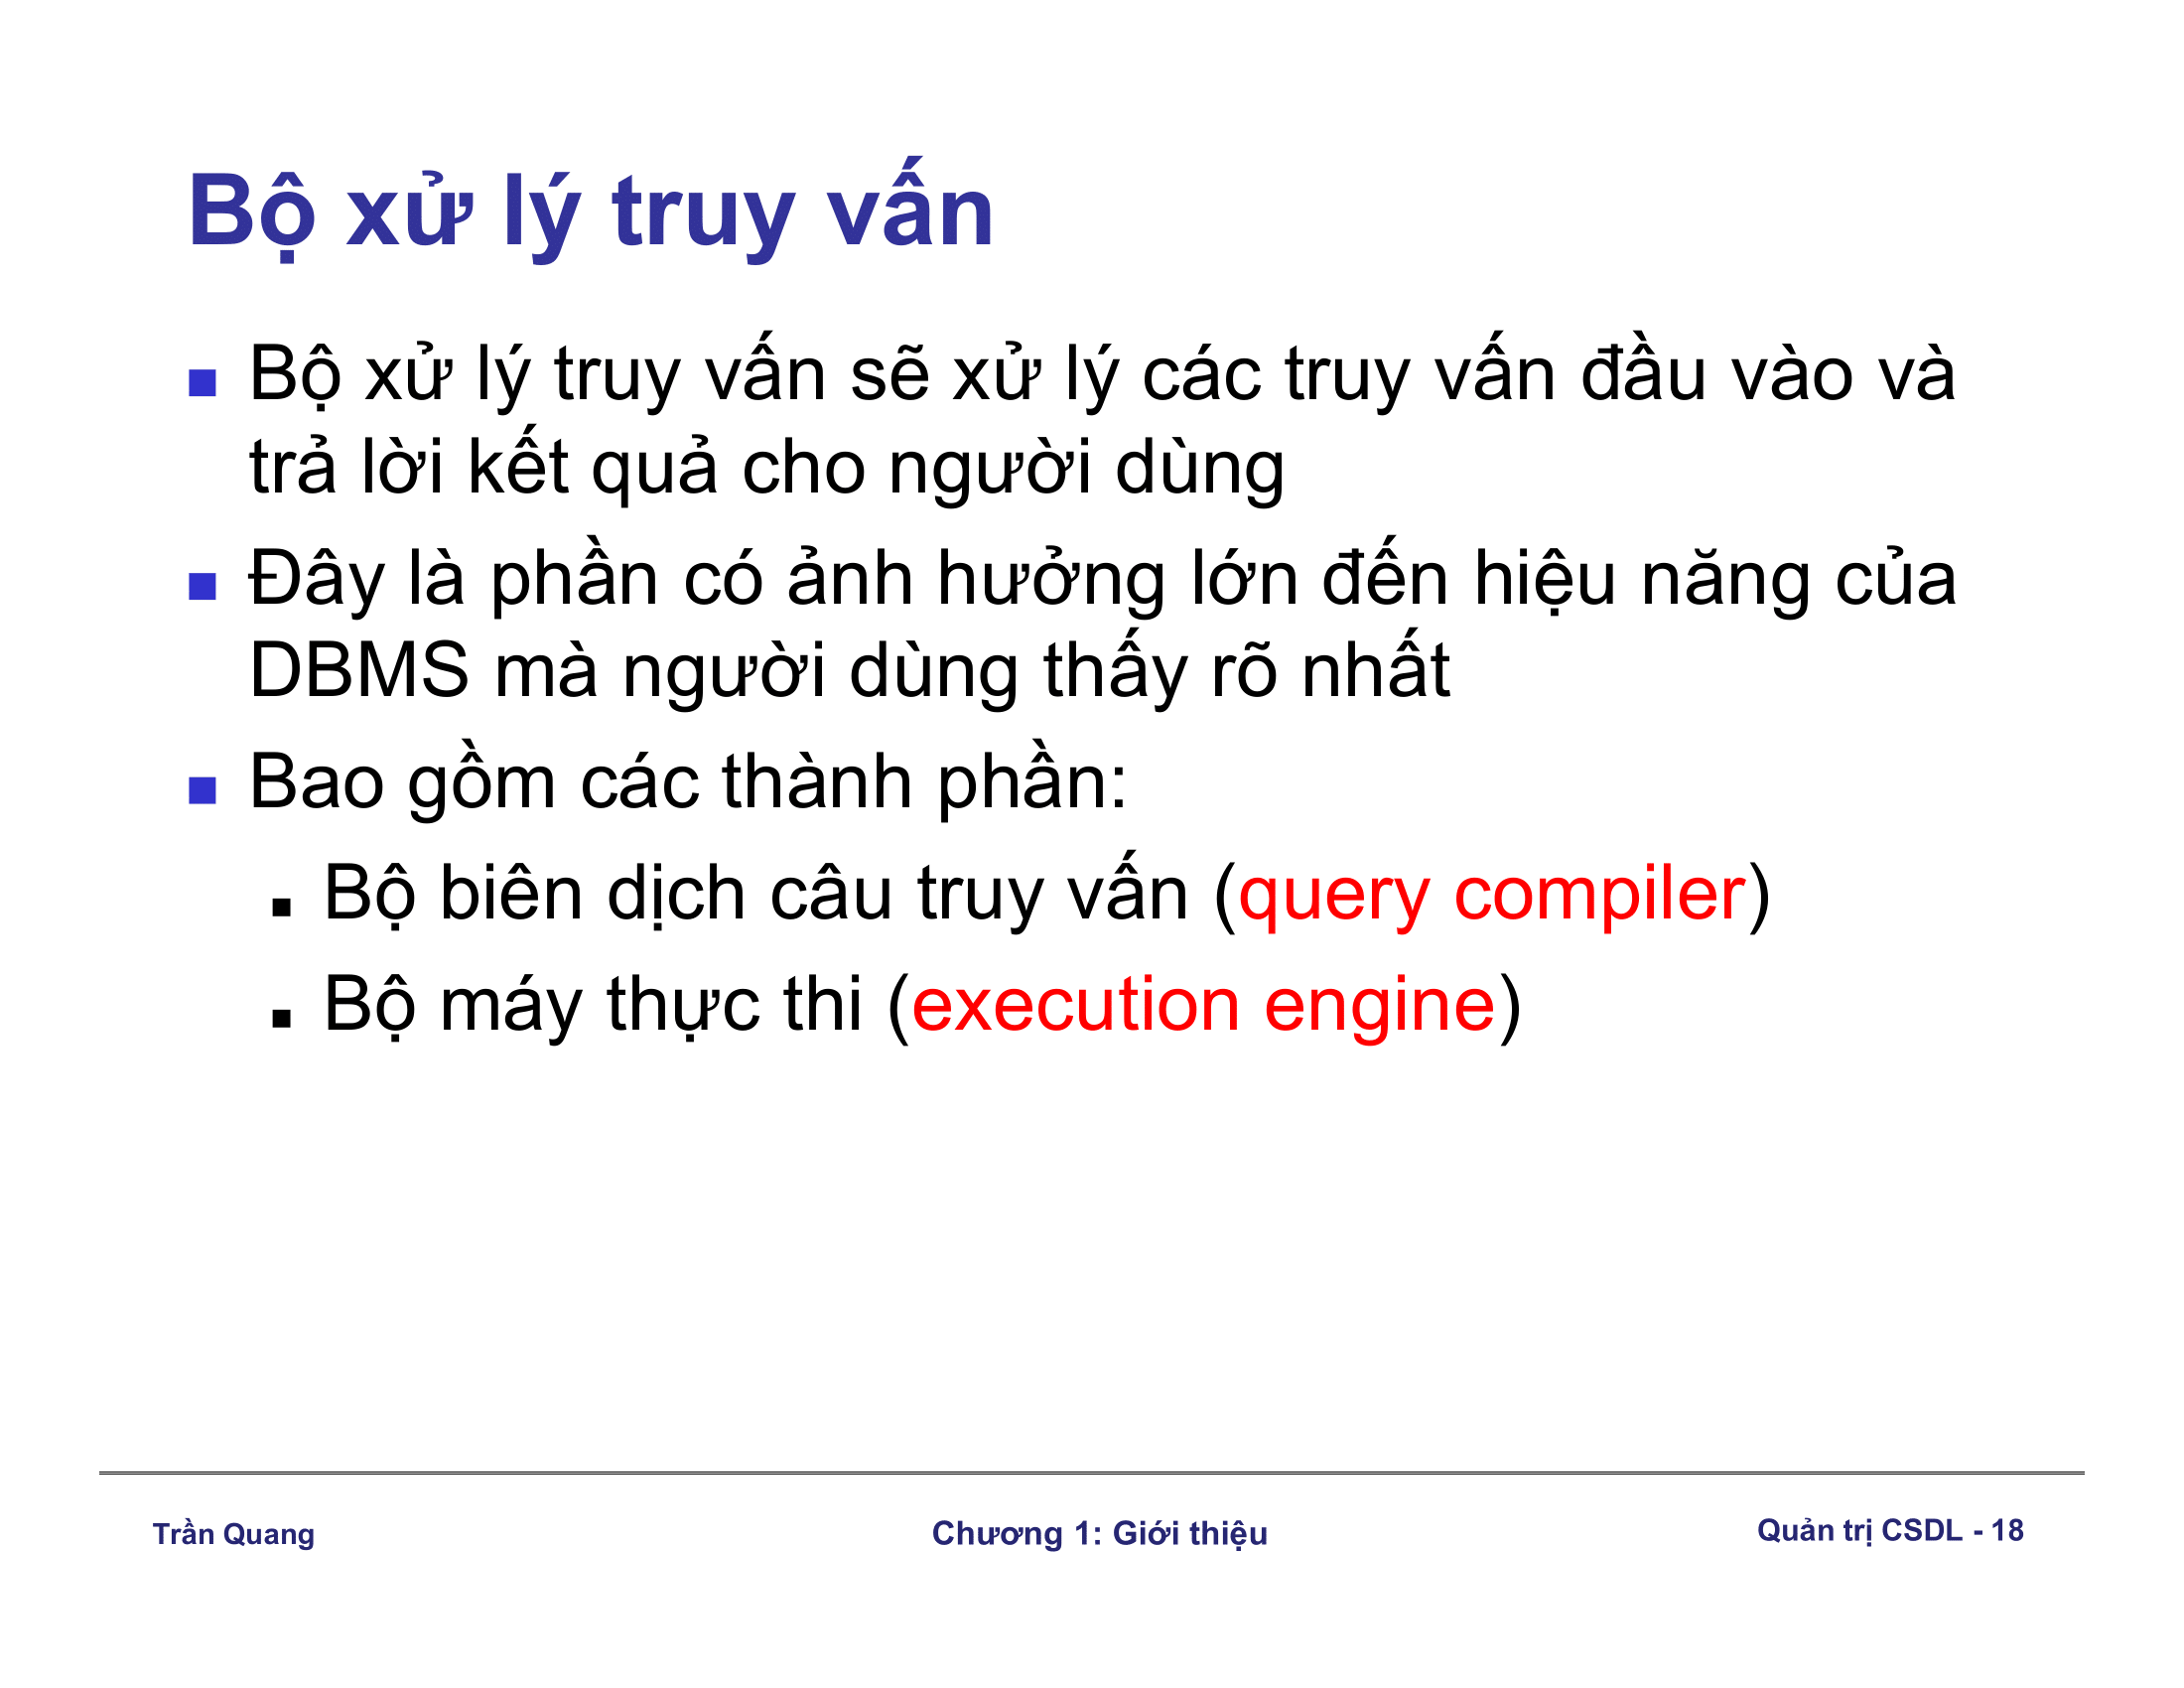 Bộ xử lý truy vấn
Bộ xử lý truy vấn sẽ xử lý các truy vấn đầu vào và
trả lời kết quả cho người dùng
Đây là phần có ảnh hưởng lớn đến hiệu năng của
DBMS mà người dùng thấy rõ nhất
Bao gồm các thành phần:
Bộ biên dịch câu truy vấn (query compiler)
Bộ máy thực thi (execution engine)
Trần Quang
Chương 1: Giới thiệu
Quản trị CSDL - 18